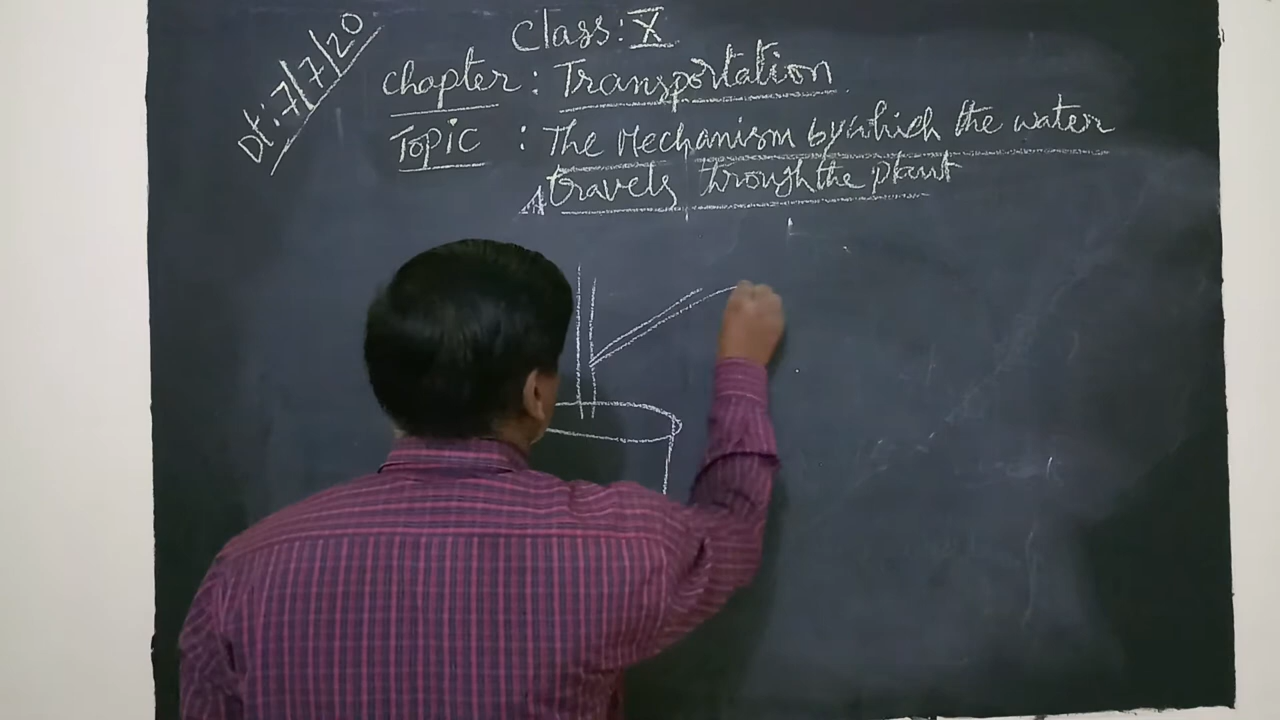 Dt: 7/7/20
Class: X
Chapter : Transportation
Topic : The Mechanism by which the water
travels through the plant